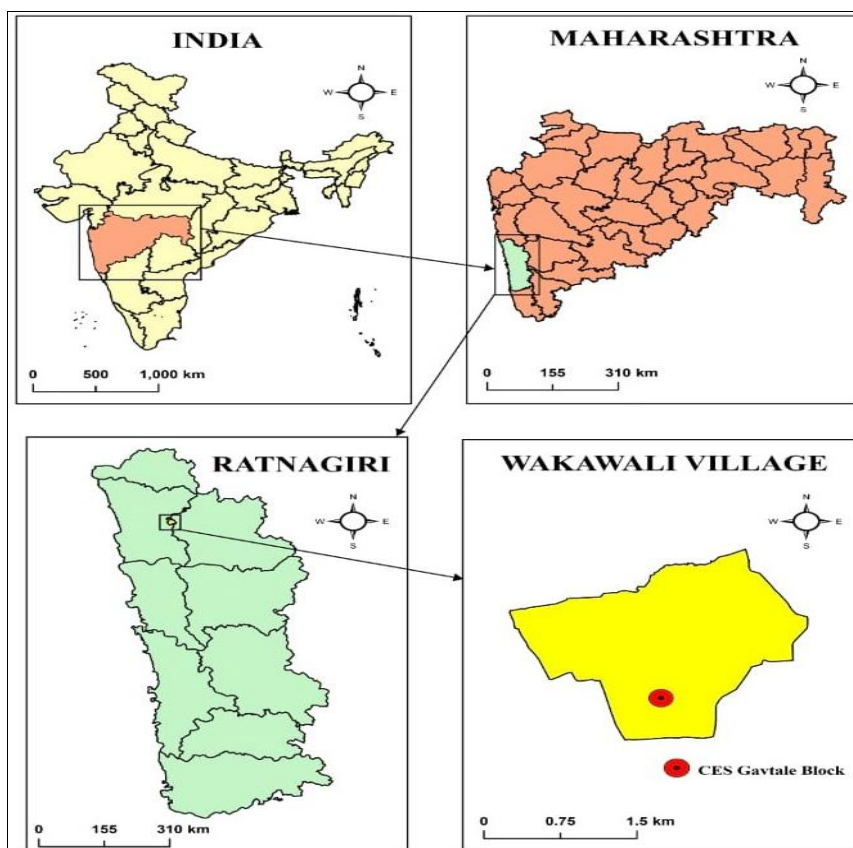 INDIA
N
W E
S
0 500 1,000 km
MAHARASHTRA
N
W E
S
0 155 310 km
RATNAGIRI
N
W E
S
0 155 310 km
WAKAWALI VILLAGE
N
W E
S
CES Gavtale Block
0 0.75 1.5 km